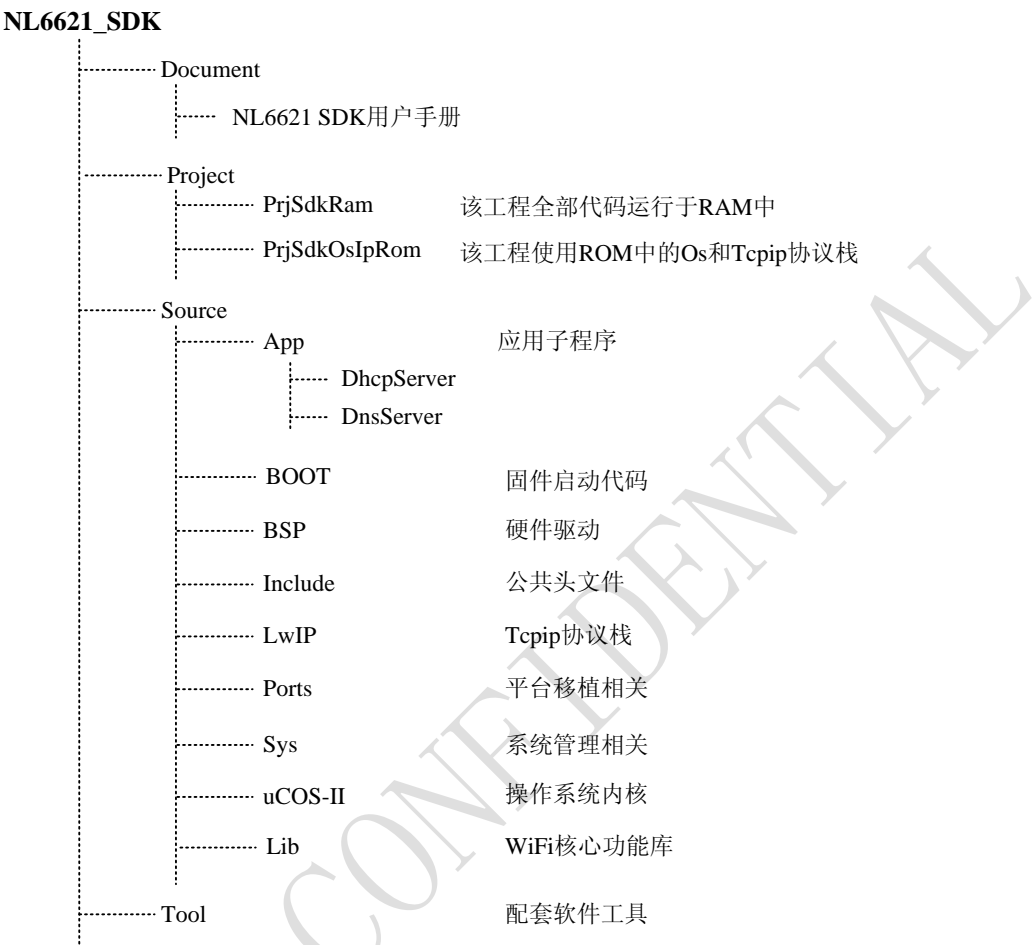 NL6621_SDK
Document
NL6621 SDK用户手册
Project
PrjSdkRam 该工程全部代码运行于RAM中
PrjSdkOsIpRom 该工程使用ROM中的Os和Tcpip协议栈
Source
App 应用子程序
DhcpServer
DnsServer
BOOT 固件启动代码
BSP 硬件驱动
Include 公共头文件
LwIP Tcpip协议栈
Ports 平台移植相关
Sys 系统管理相关
uCOS-II 操作系统内核
Lib WiFi核心功能库
Tool 配套软件工具
CONFIDENTIAL